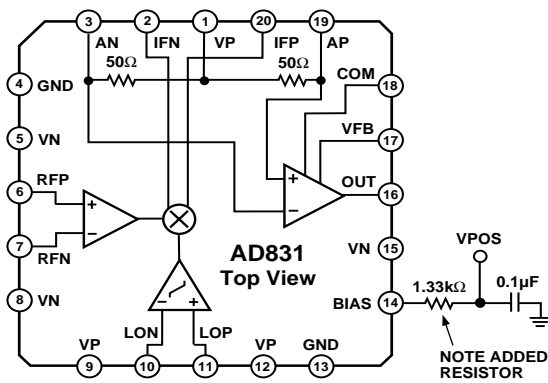 3 2 1 20 19
AN IFN VP IFP AP
50Ω 50Ω
COM
18
4 GND
VFB
17
5 VN
+
OUT
16
6 RFP
+
−
−
7 RFN
AD831
Top View
VN
15
VPOS
8 VN
1.33kΩ 0.1µF
BIAS 14
− +
LON LOP
VP VP GND
NOTE ADDED
RESISTOR
9 10 11 12 13